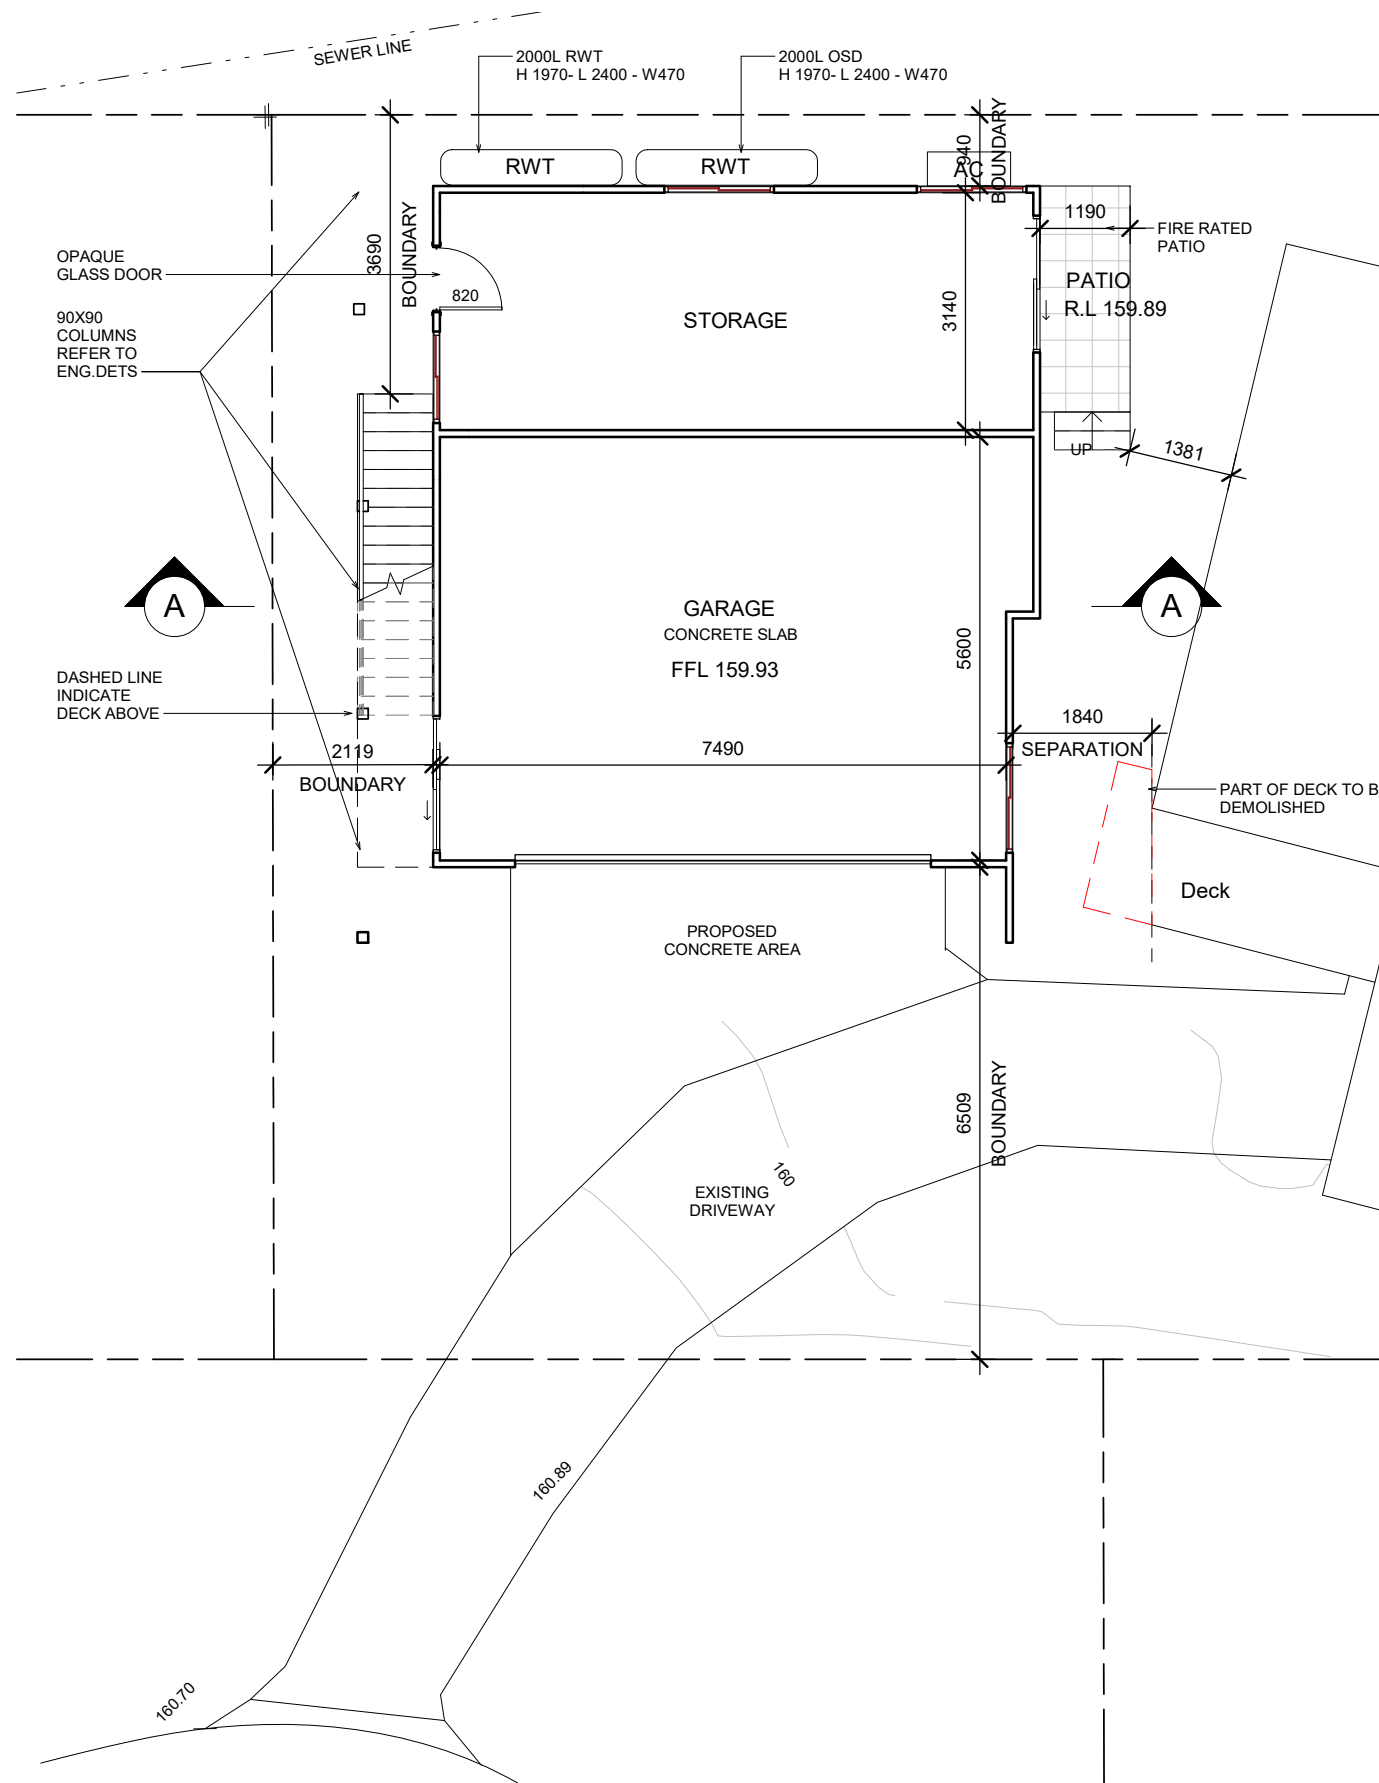 SEWER LINE
2000L RWT
H 1970- L 2400 - W470
2000L OSD
H 1970- L 2400 - W470
RWT
RWT
AC
940
BOUNDARY
3690
BOUNDARY
1190
FIRE RATED
PATIO
OPAQUE
GLASS DOOR
820
PATIO
R.L 159.89
STORAGE
3140
90X90
COLUMNS
REFER TO
ENG.DETS
UP
1381
A
A
GARAGE
CONCRETE SLAB
FFL 159.93
5600
DASHED LINE
INDICATE
DECK ABOVE
2119
BOUNDARY
7490
1840
SEPARATION
PART OF DECK TO B
DEMOLISHED
Deck
PROPOSED
CONCRETE AREA
6509
BOUNDARY
160
EXISTING
DRIVEWAY
160.89
160.70